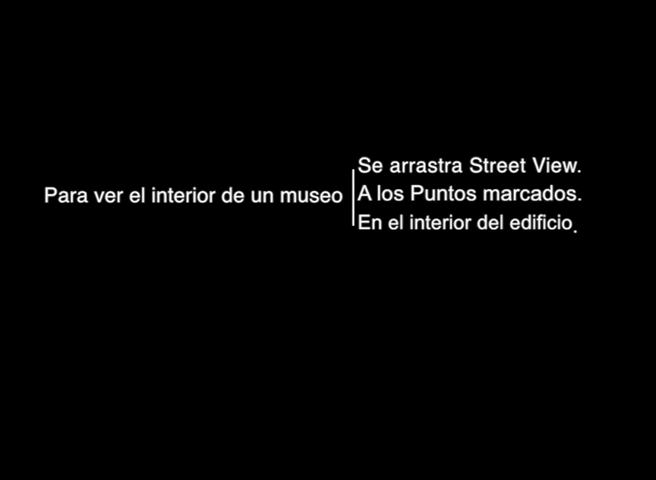 Para ver el interior de un museo
Se arrastra Street View.
A los Puntos marcados.
En el interior del edificio.